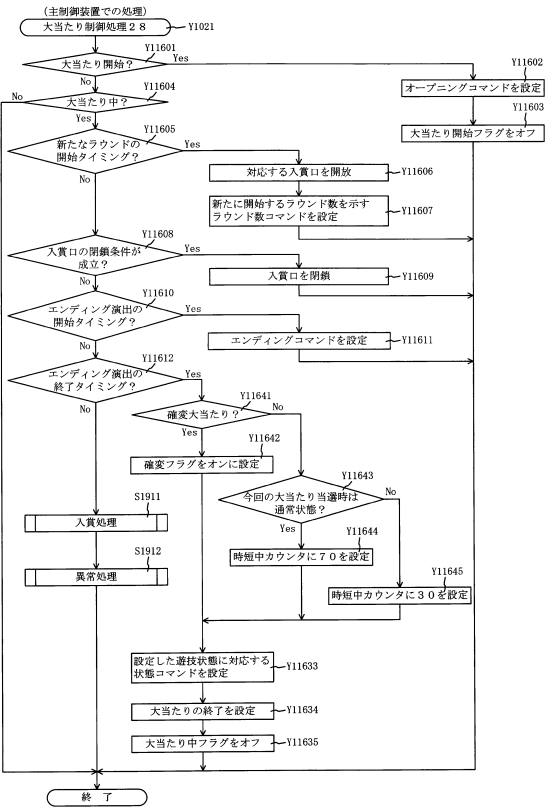 (主制御装置での処理)
大当たり制御処理28 Y1021
大当たり開始? Y11601
Yes
No
オープニングコマンドを設定 Y11602
大当たり開始フラグをオフ Y11603
大当たり中? Y11604
No
Yes
新たなラウンドの
開始タイミング? Y11605
Yes
No
対応する入賞口を開放 Y11606
新たに開始するラウンド数を示す
ラウンド数コマンドを設定 Y11607
入賞口の閉鎖条件が
成立? Y11608
Yes
No
入賞口を閉鎖 Y11609
エンディング演出の
開始タイミング? Y11610
Yes
No
エンディングコマンドを設定 Y11611
エンディング演出の
終了タイミング? Y11612
Yes
No
確変大当たり? Y11641
No
Yes
確変フラグをオンに設定 Y11642
今回の大当たり当選時は
通常状態? Y11643
No
Yes
時短中カウンタに70を設定 Y11644
時短中カウンタに30を設定 Y11645
入賞処理 S1911
異常処理 S1912
設定した遊技状態に対応する
状態コマンドを設定 Y11633
大当たりの終了を設定 Y11634
大当たり中フラグをオフ Y11635
終 了